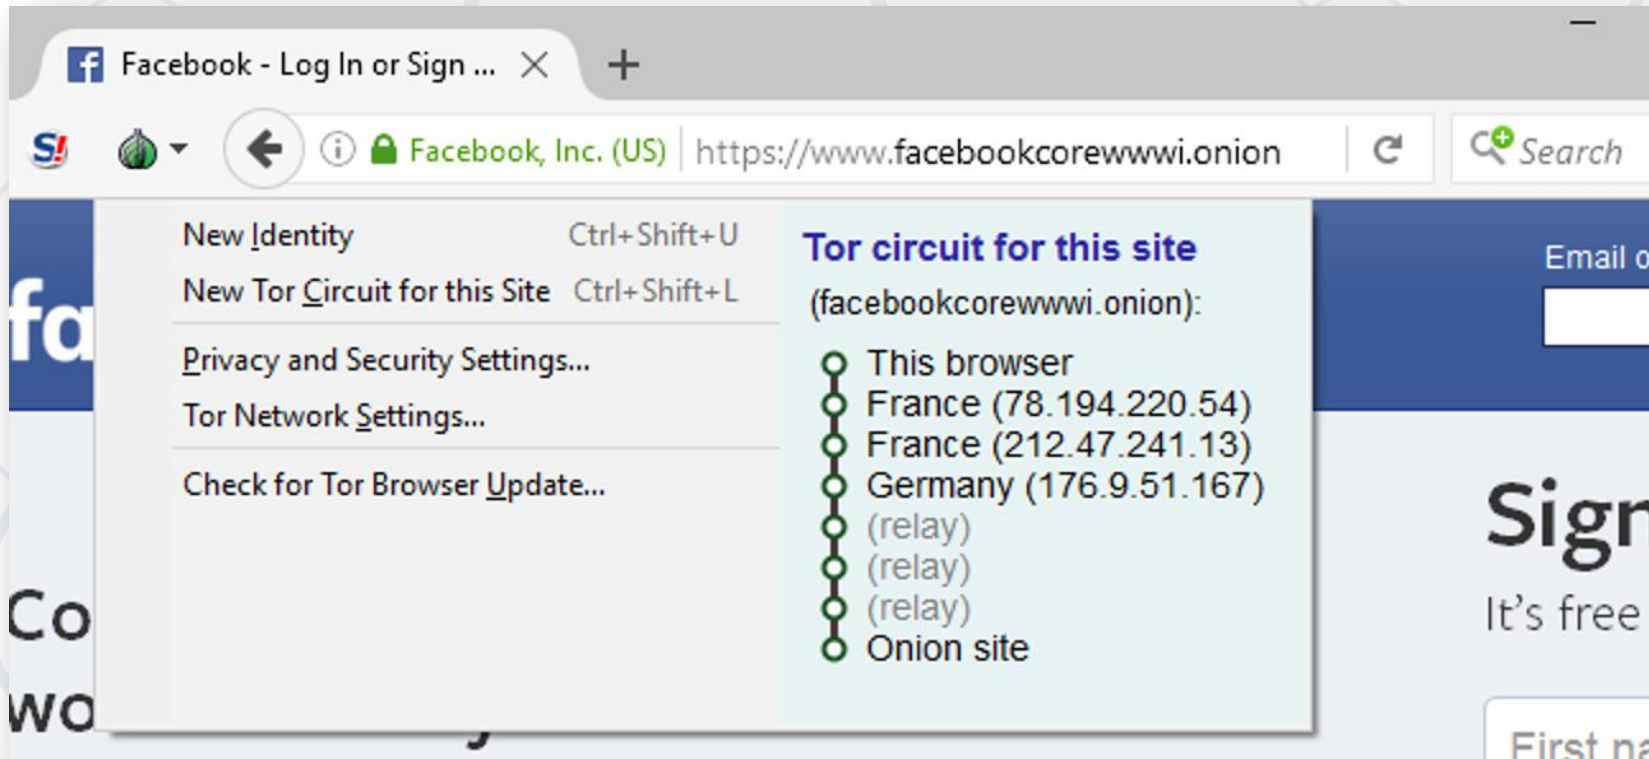 Facebook - Log In or Sign ...
S!
Facebook, Inc. (US) https://www.facebookcorewwwi.onion
Search
New Identity Ctrl+Shift+U
New Tor Circuit for this Site Ctrl+Shift+L
Privacy and Security Settings...
Tor Network Settings...
Check for Tor Browser Update...
Tor circuit for this site
(facebookcorewwwi.onion):
This browser
France (78.194.220.54)
France (212.47.241.13)
Germany (176.9.51.167)
(relay)
(relay)
(relay)
Onion site
fa
Email o
Co
wo
Sign
It's free
First na